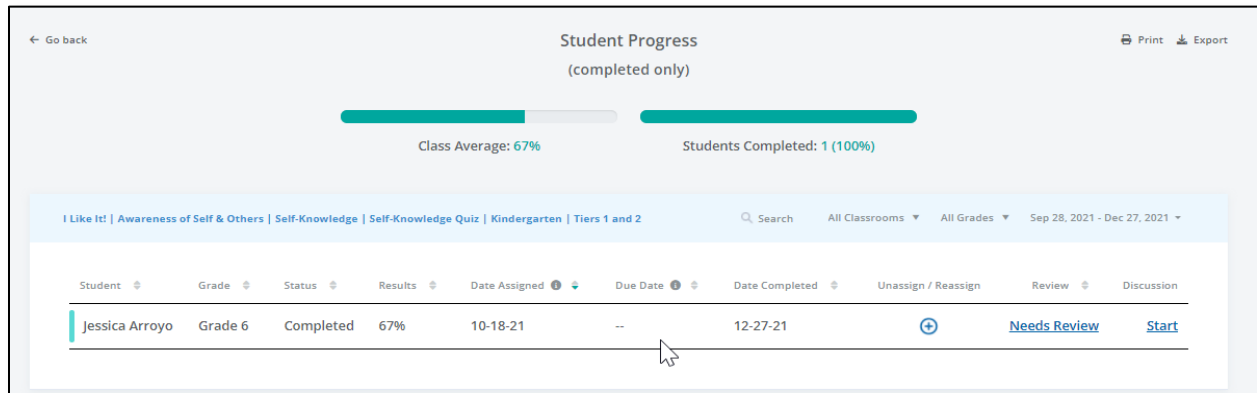 ← Go back
Student Progress
Print Export
(completed only)
Class Average: 67%
Students Completed: 1 (100%)
I Like It! | Awareness of Self & Others | Self-Knowledge | Self-Knowledge Quiz | Kindergarten | Tiers 1 and 2
Search All Classrooms All Grades Sep 28, 2021 - Dec 27, 2021
Student Grade Status Results Date Assigned Due Date Date Completed Unassign / Reassign Review Discussion
Jessica Arroyo Grade 6 Completed 67% 10-18-21 -- 12-27-21 Needs Review Start